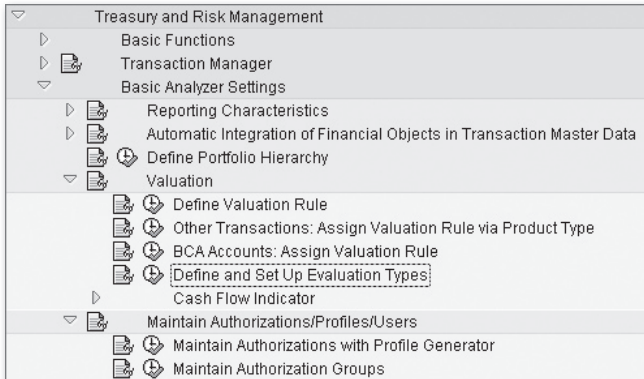 Treasury and Risk Management
Basic Functions
Transaction Manager
Basic Analyzer Settings
Reporting Characteristics
Automatic Integration of Financial Objects in Transaction Master Data
Define Portfolio Hierarchy
Valuation
Define Valuation Rule
Other Transactions: Assign Valuation Rule via Product Type
BCA Accounts: Assign Valuation Rule
Define and Set Up Evaluation Types
Cash Flow Indicator
Maintain Authorizations/Profiles/Users
Maintain Authorizations with Profile Generator
Maintain Authorization Groups